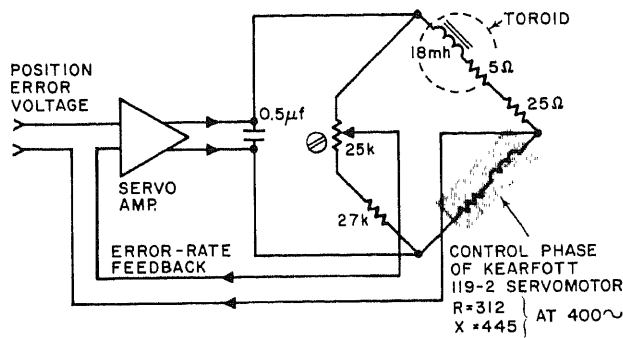 TOROID
18mh
5Ω
25Ω
POSITION
ERROR
VOLTAGE
0.5µf
25k
SERVO
AMP.
27k
ERROR-RATE
FEEDBACK
CONTROL PHASE
OF KEARFOTT
119-2 SERVOMOTOR
R=312
X=445
AT 400~